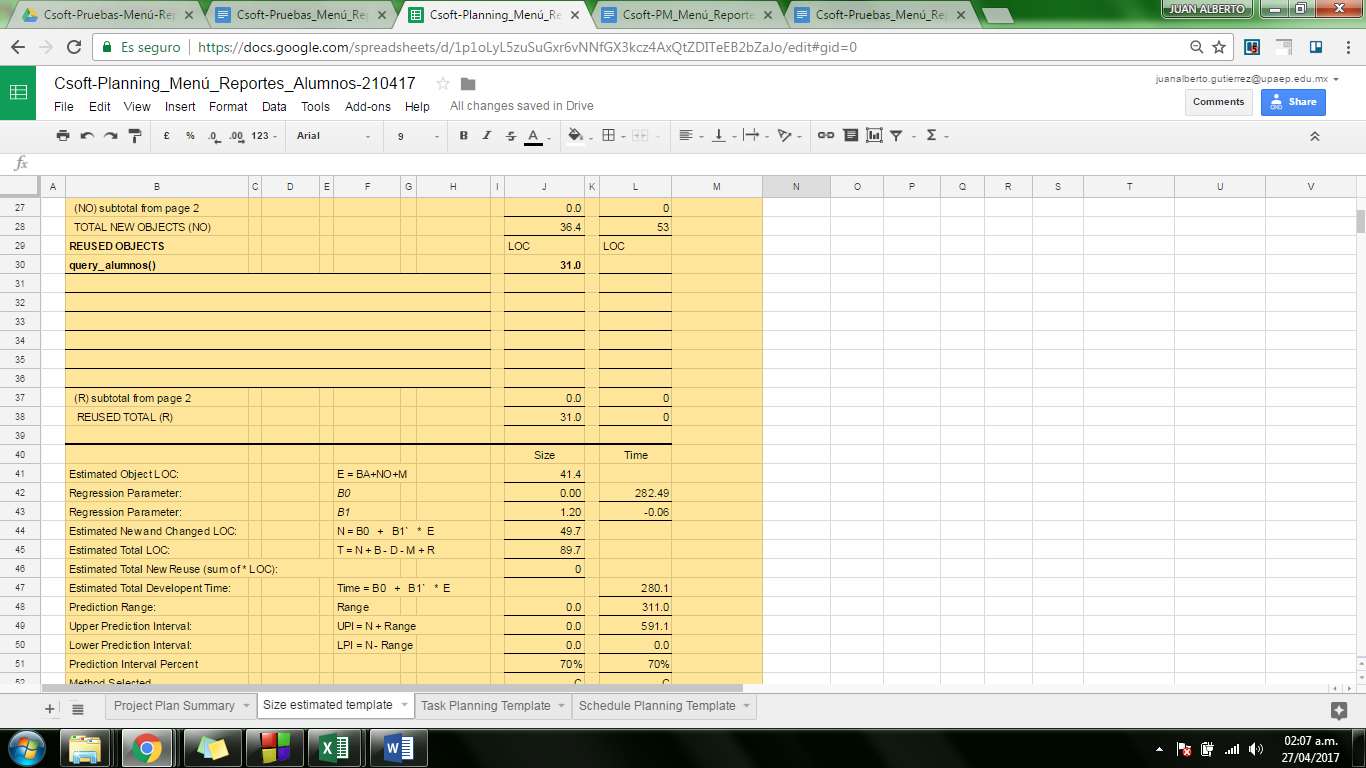 JUAN ALBERTO
Csoft-Pruebas-Menú-Rep
Csoft-Pruebas_Menú_Re
Csoft-Planning_Menú_Re
Csoft-PM_Menú_Reporte
Csoft-Pruebas_Menú_Re
Es seguro https://docs.google.com/spreadsheets/d/1p1oLyL5zuSuGxr6vNNfGX3kcz4AxQtZDITeEB2bZaJo/edit#gid=0
Csoft-Planning_Menú_Reportes_Alumnos-210417
juanalberto.gutierrez@upaep.edu.mx
File Edit View Insert Format Data Tools Add-ons Help All changes saved in Drive
Comments Share
£ % .0 .00 123 Arial 9 B I S A Σ
fx
A B C D E F G H I J K L M N O P Q R S T U V
27 (NO) subtotal from page 2 0.0 0
28 TOTAL NEW OBJECTS (NO) 36.4 53
29 REUSED OBJECTS LOC LOC
30 query_alumnos() 31.0
31
32
33
34
35
36
37 (R) subtotal from page 2 0.0 0
38 REUSED TOTAL (R) 31.0 0
39
40 Size Time
41 Estimated Object LOC: E = BA+NO+M 41.4
42 Regression Parameter: B0 0.00 282.49
43 Regression Parameter: B1 1.20 -0.06
44 Estimated New and Changed LOC: N = B0 + B1` * E 49.7
45 Estimated Total LOC: T = N + B - D - M + R 89.7
46 Estimated Total New Reuse (sum of * LOC): 0
47 Estimated Total Developent Time: Time = B0 + B1` * E 280.1
48 Prediction Range: Range 0.0 311.0
49 Upper Prediction Interval: UPI = N + Range 0.0 591.1
50 Lower Prediction Interval: LPI = N - Range 0.0 0.0
51 Prediction Interval Percent 70% 70%
52 Method Selected C C
Project Plan Summary Size estimated template Task Planning Template Schedule Planning Template
02:07 a.m.
27/04/2017